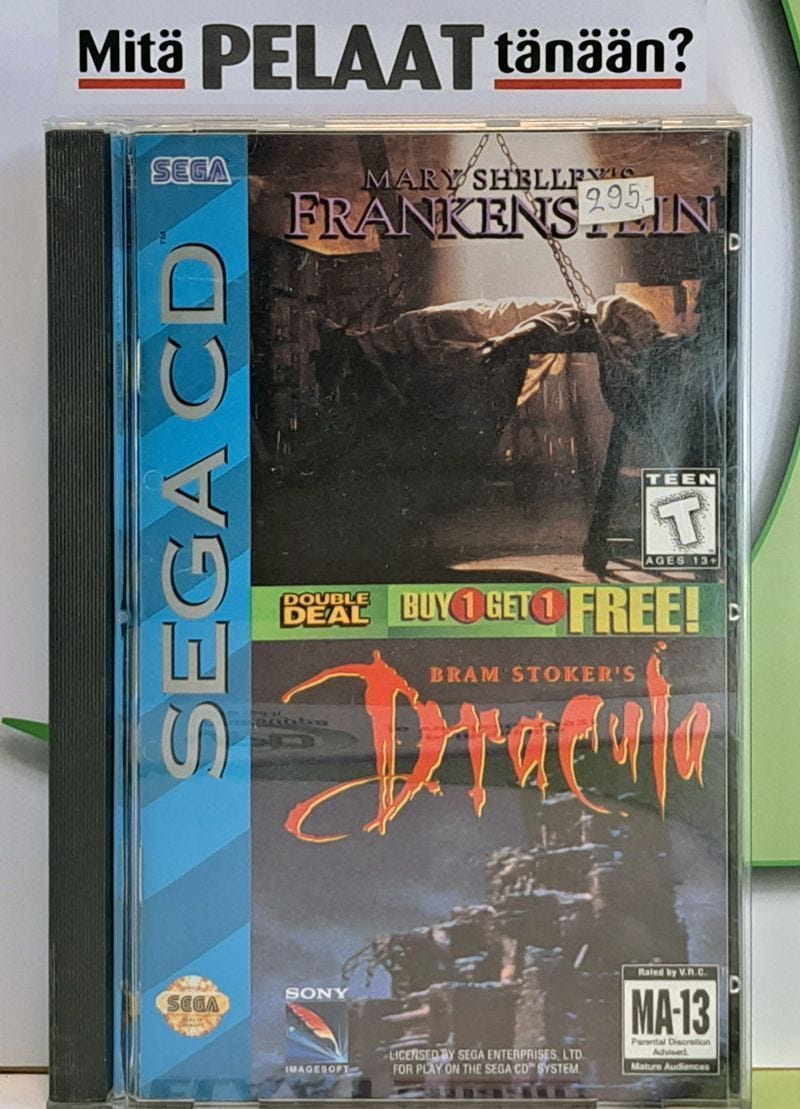 Mitä PELAAT tänään?
SEGA
SEGA CD™
MARY SHELLEY'S
FRANKENSTEIN
295,-
TEEN
T
AGES 13+
DOUBLE
DEAL
BUY 1 GET 1 FREE!
BRAM STOKER'S
Dracula
SEGA
SONY
IMAGESOFT
LICENSED BY SEGA ENTERPRISES, LTD.
FOR PLAY ON THE SEGA CD™ SYSTEM.
Rated by V.R.C.
MA-13
Parental Discretion
Advised.
Mature Audiences